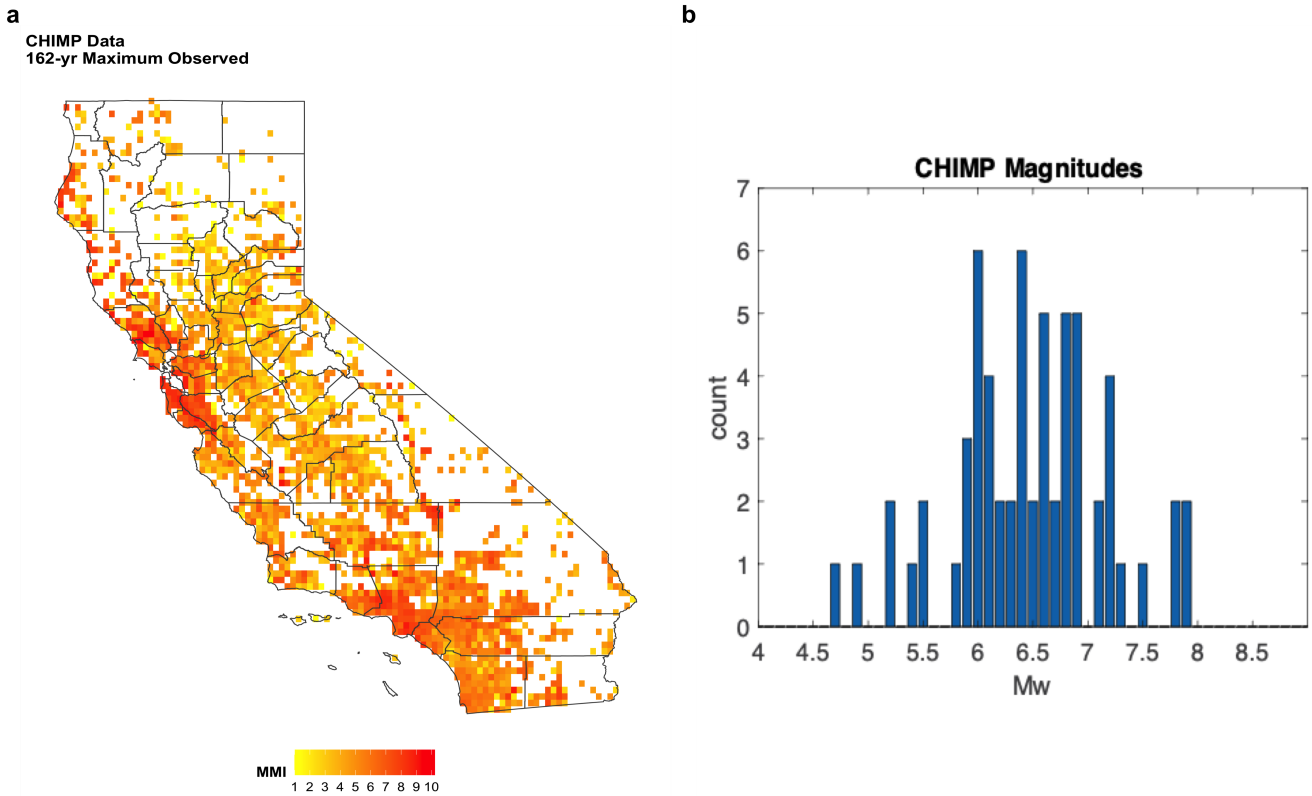 a
CHIMP Data
162-yr Maximum Observed
MMI
1 2 3 4 5 6 7 8 9 10
b
CHIMP Magnitudes
7
6
5
4
3
2
1
0
count
4 4.5 5 5.5 6 6.5 7 7.5 8 8.5
Mw